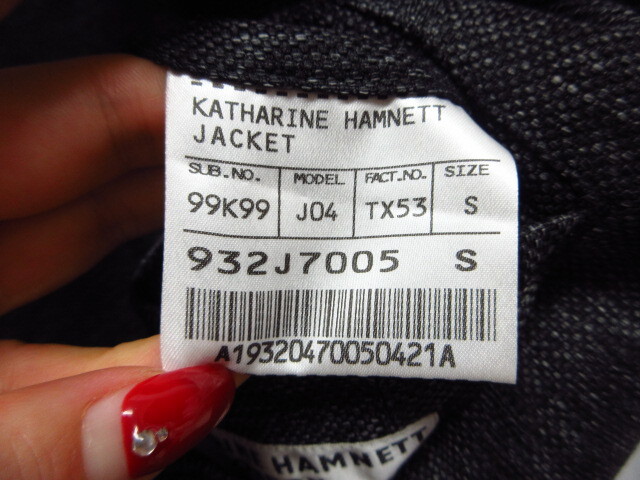 KATHARINE HAMNETT
JACKET
SUB.NO. MODEL FACT.NO. SIZE
99K99 J04 TX53 S
932J7005 S
A19320470050421A
HAMNETT